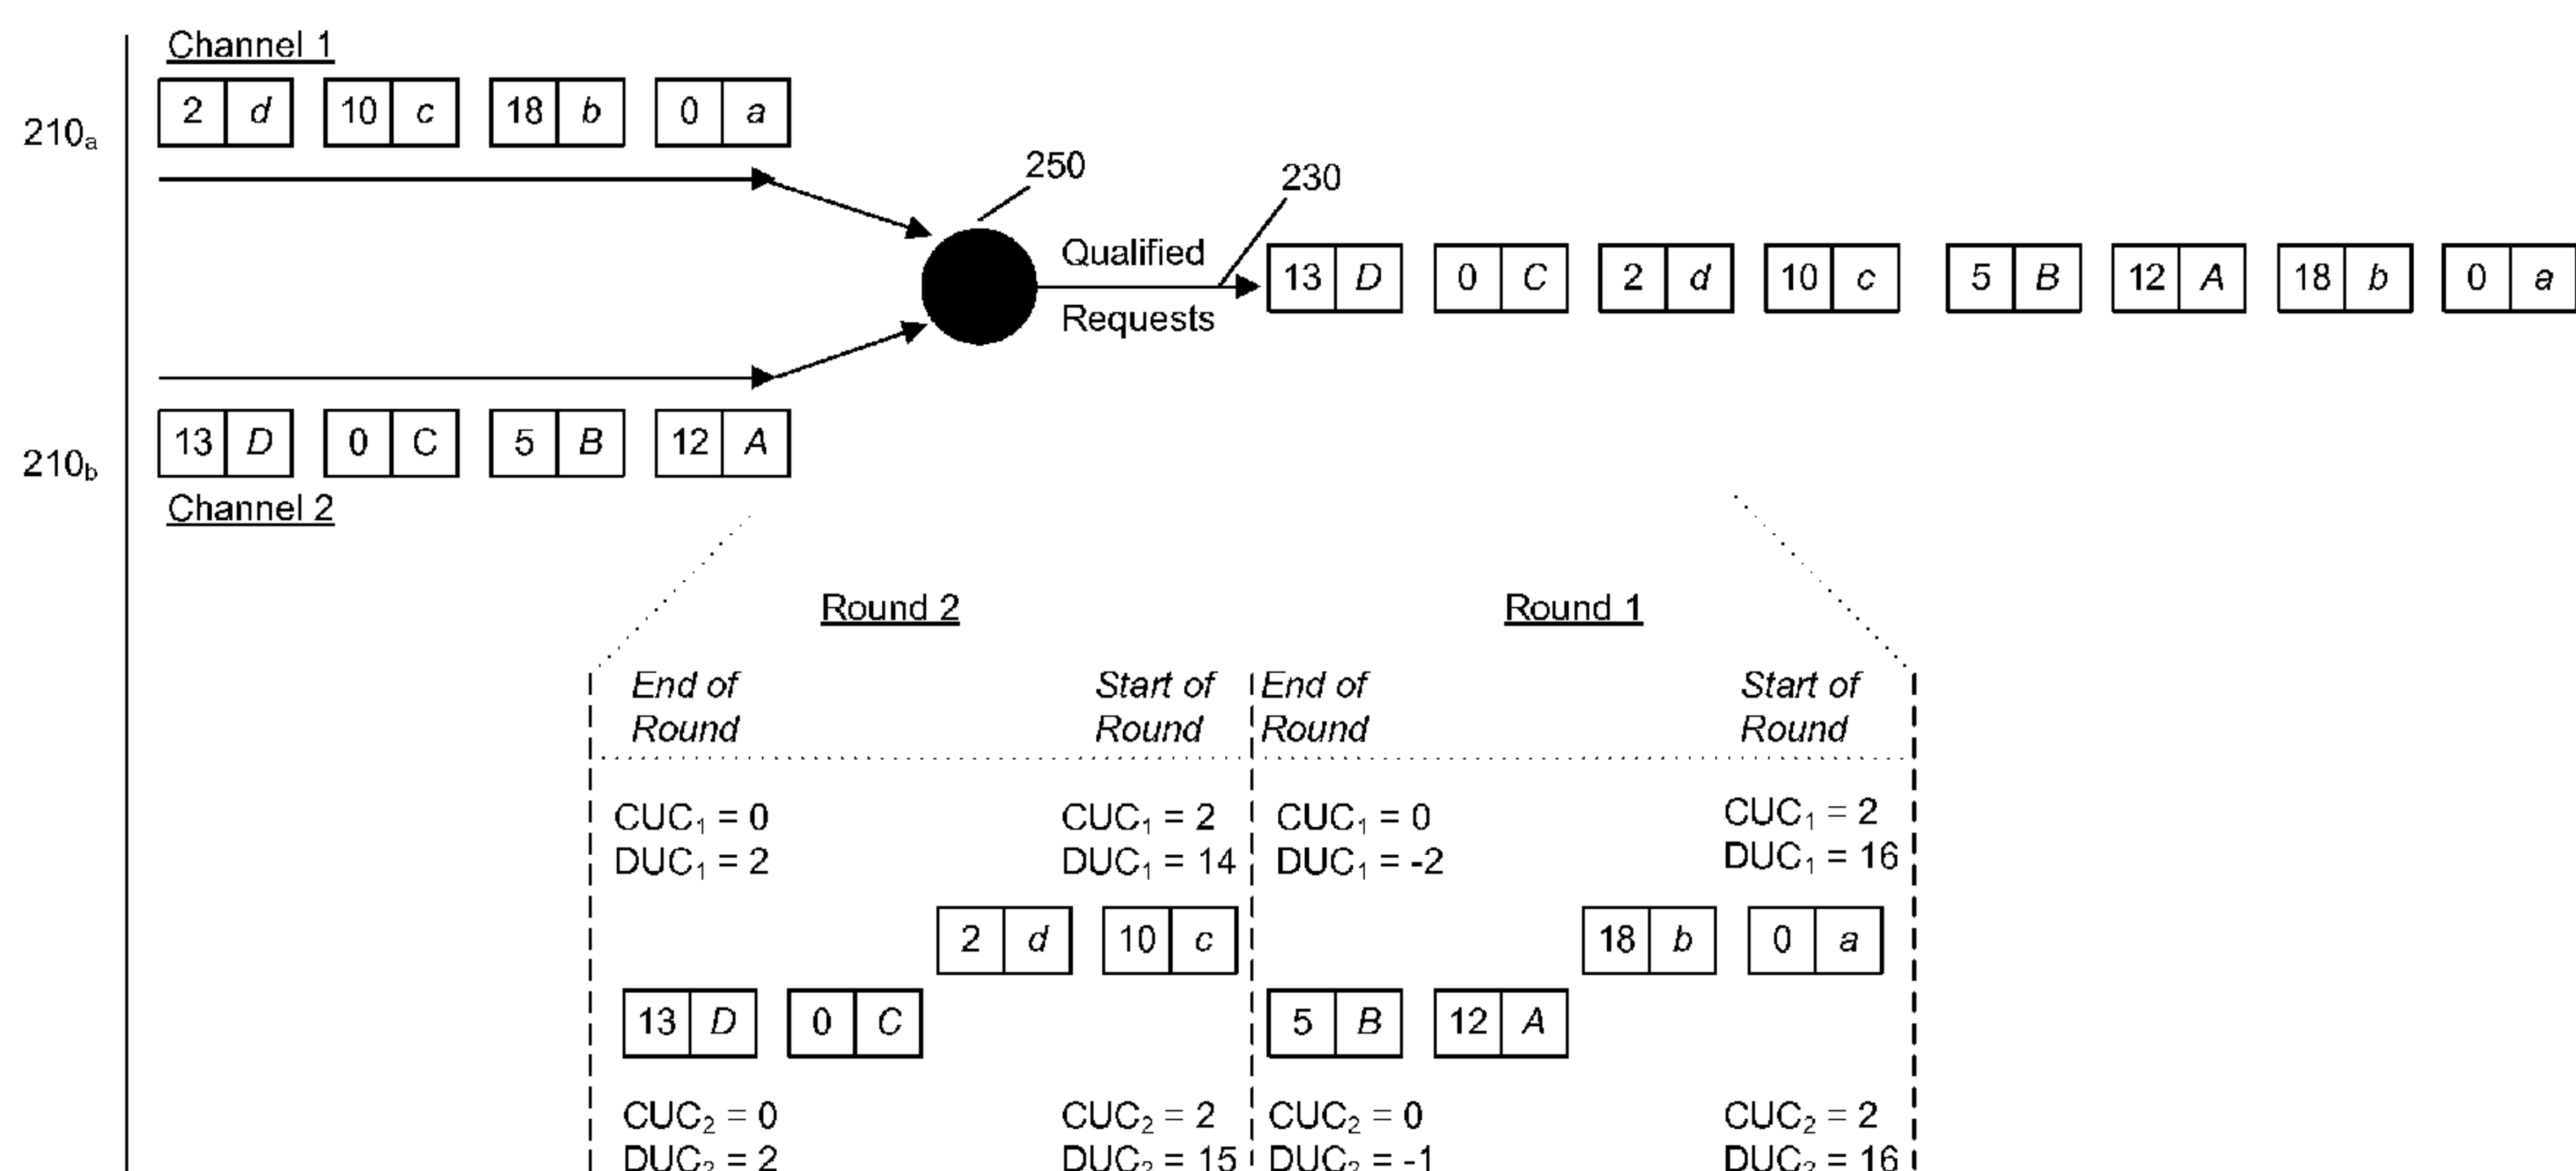 Channel 1
2 d 10 c 18 b 0 a
210a
250
230
Qualified
Requests
13 D 0 C 2 d 10 c 5 B 12 A 18 b 0 a
13 D 0 C 5 B 12 A
210b
Channel 2
Round 2 Round 1
End of Round Start of Round End of Round Start of Round
CUC1 = 0 CUC1 = 2 CUC1 = 0 CUC1 = 2
DUC1 = 2 DUC1 = 14 DUC1 = -2 DUC1 = 16
2 d 10 c 18 b 0 a
13 D 0 C 5 B 12 A
CUC2 = 0 CUC2 = 2 CUC2 = 0 CUC2 = 2
DUC2 = 2 DUC2 = 15 DUC2 = -1 DUC2 = 16